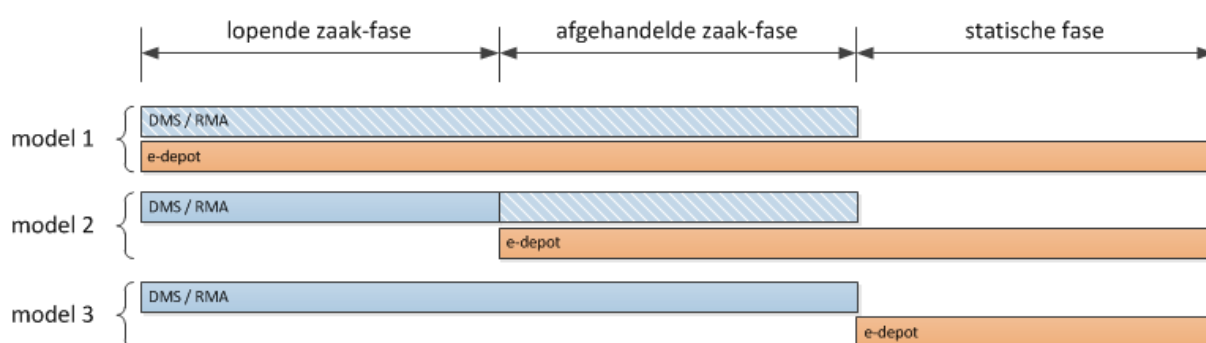 lopende zaak-fase afgehandelde zaak-fase statische fase
model 1
DMS / RMA
e-depot
model 2
DMS / RMA
e-depot
model 3
DMS / RMA
e-depot